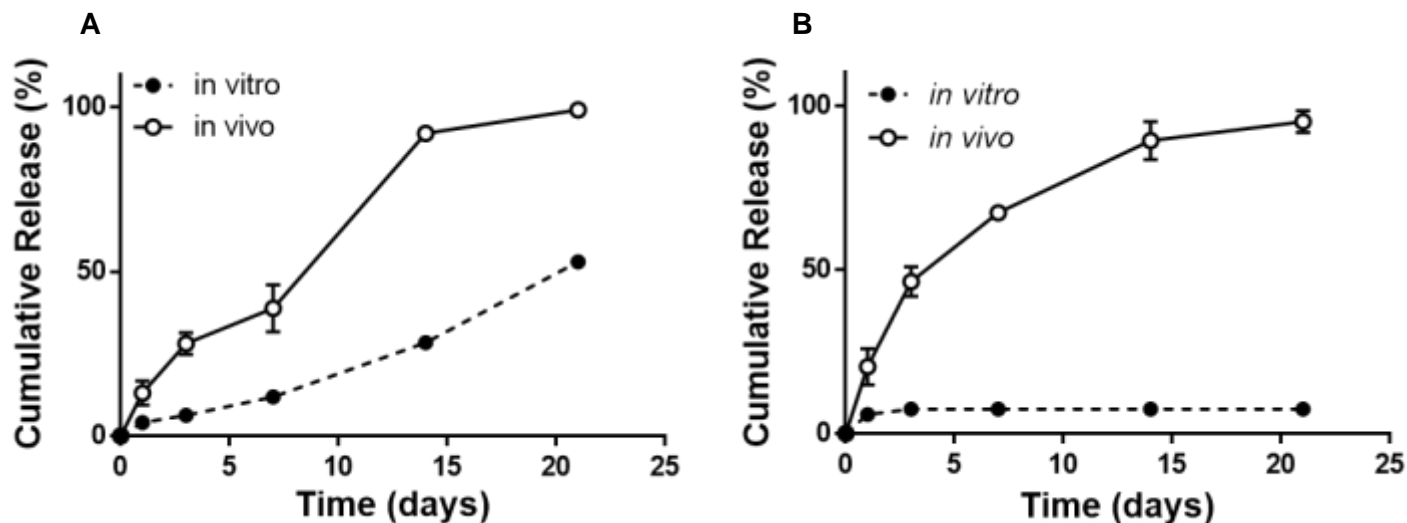 A
Cumulative Release (%)
100
50
0
in vitro
in vivo
0 5 10 15 20 25
Time (days)
B
Cumulative Release (%)
100
50
0
in vitro
in vivo
0 5 10 15 20 25
Time (days)